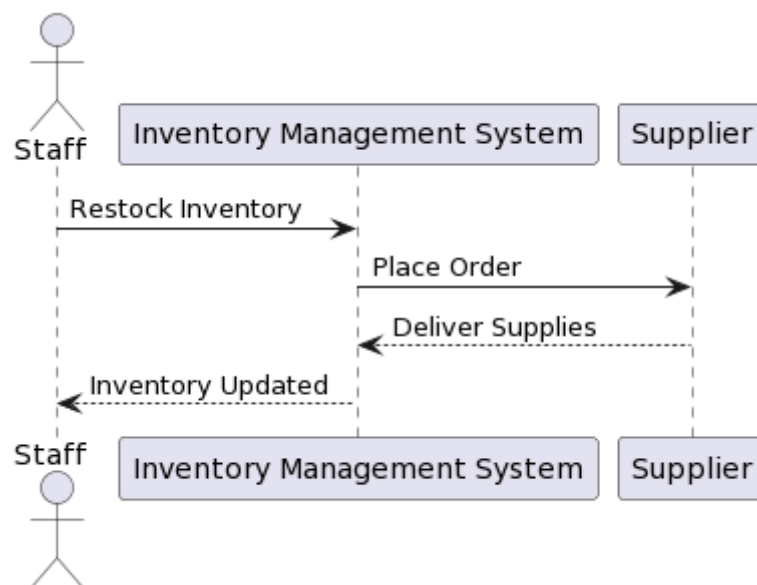 Staff
Inventory Management System
Supplier
Restock Inventory
Place Order
Deliver Supplies
Inventory Updated
Staff
Inventory Management System
Supplier